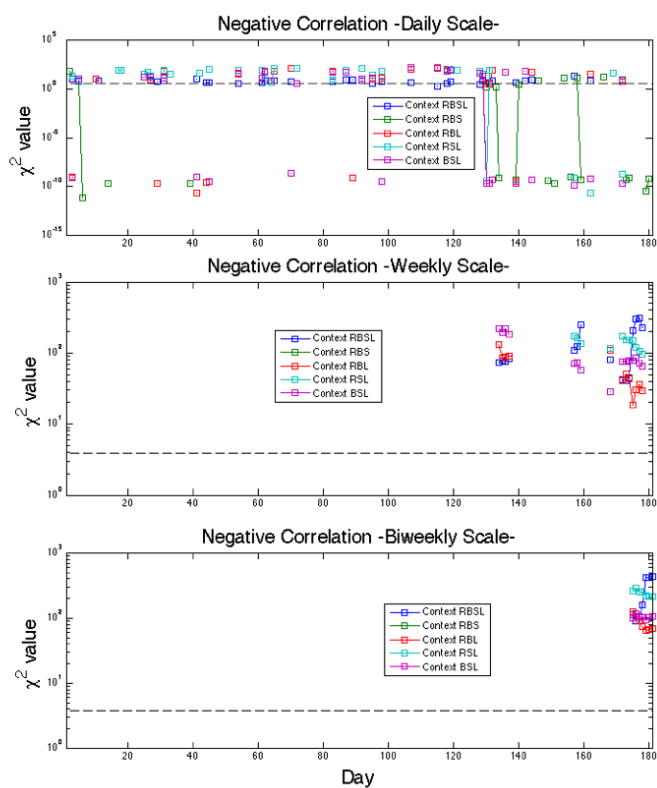 Negative Correlation -Daily Scale-
10^5
10^0
10^-5
10^-10
10^-15
χ^2 value
Context RBSL
Context RBS
Context RBL
Context RSL
Context BSL
20 40 60 80 100 120 140 160 180
Negative Correlation -Weekly Scale-
10^3
10^2
10^1
10^0
χ^2 value
Context RBSL
Context RBS
Context RBL
Context RSL
Context BSL
20 40 60 80 100 120 140 160 180
Negative Correlation -Biweekly Scale-
10^3
10^2
10^1
10^0
χ^2 value
Context RBSL
Context RBS
Context RBL
Context RSL
Context BSL
20 40 60 80 100 120 140 160 180
Day